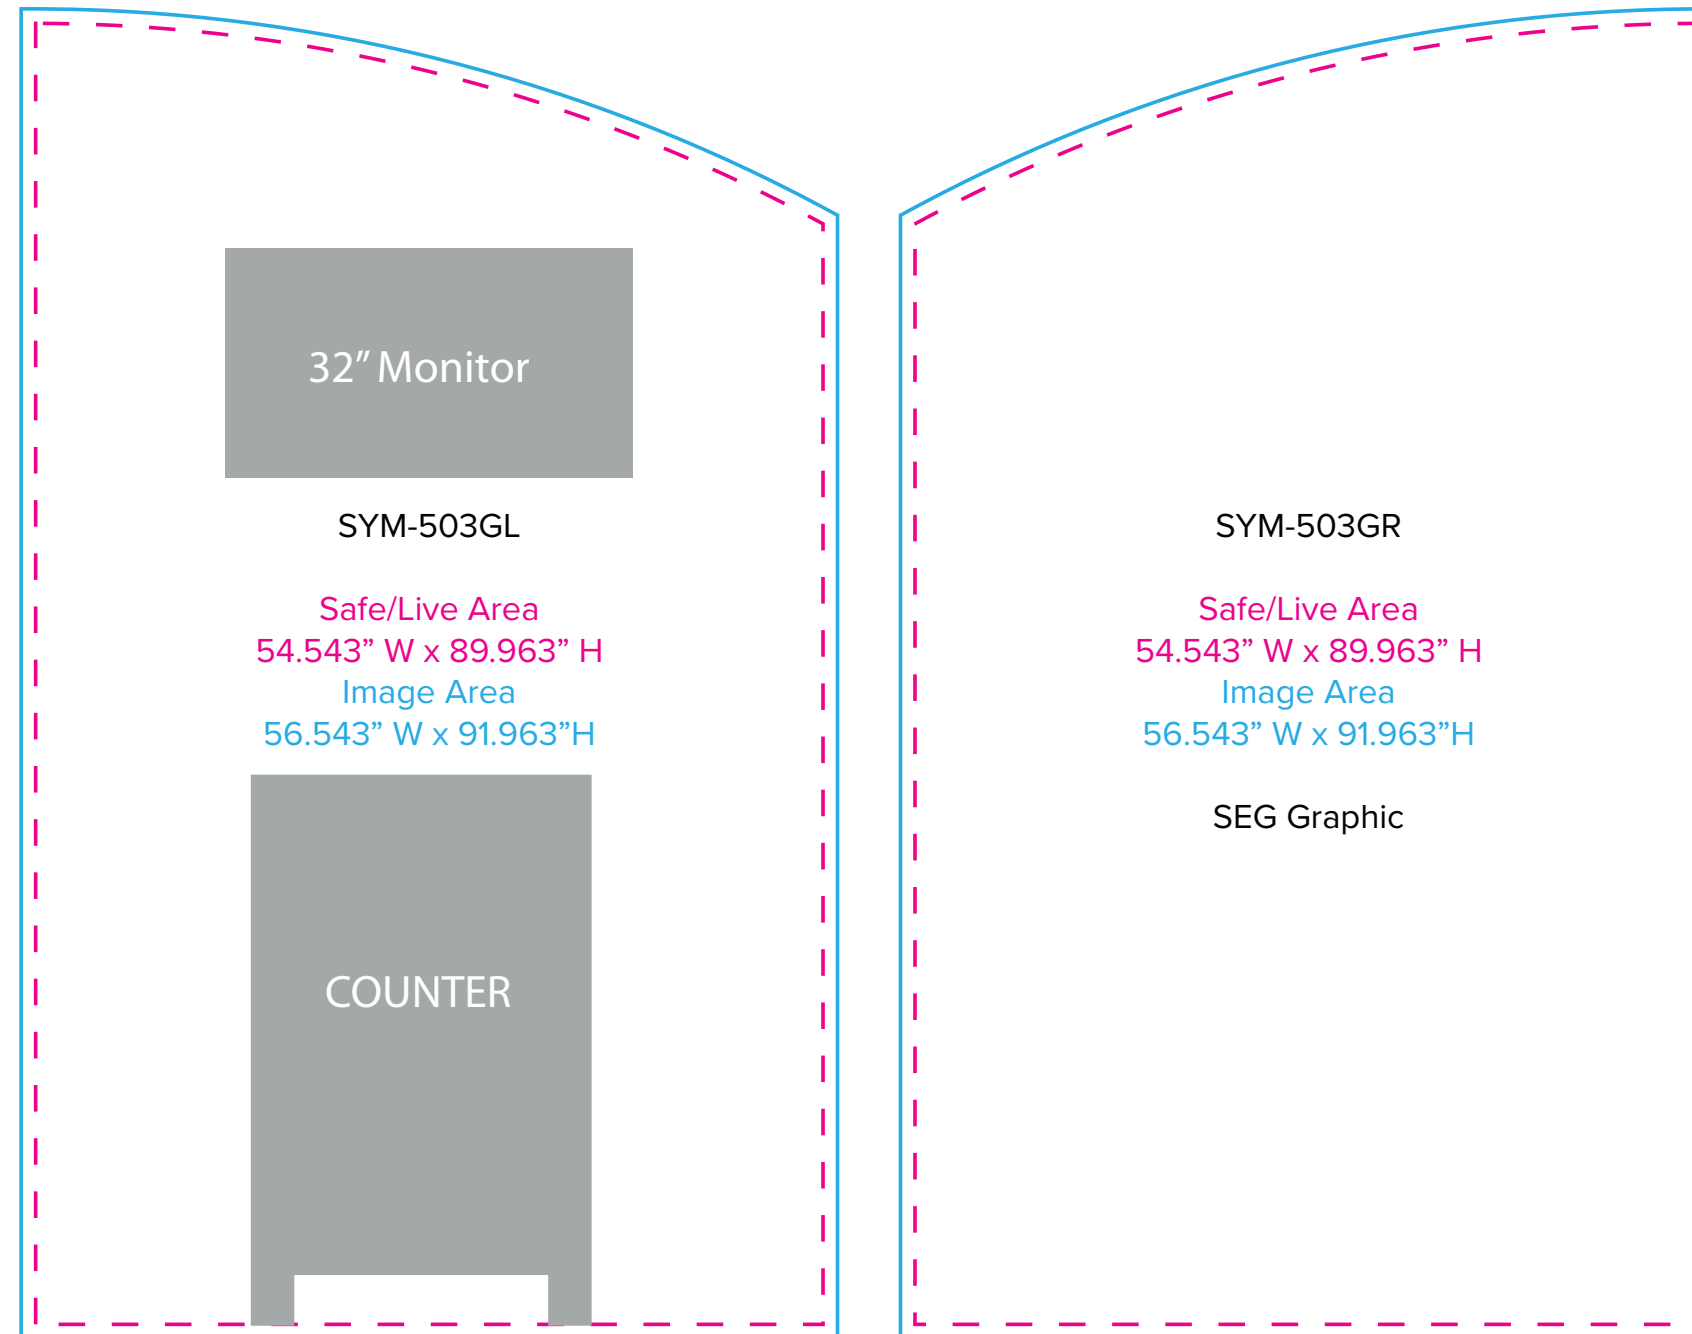 32” Monitor
SYM-503GL
Safe/Live Area
54.543” W x 89.963” H
Image Area
56.543” W x 91.963”H
COUNTER
SYM-503GR
Safe/Live Area
54.543” W x 89.963” H
Image Area
56.543” W x 91.963”H
SEG Graphic